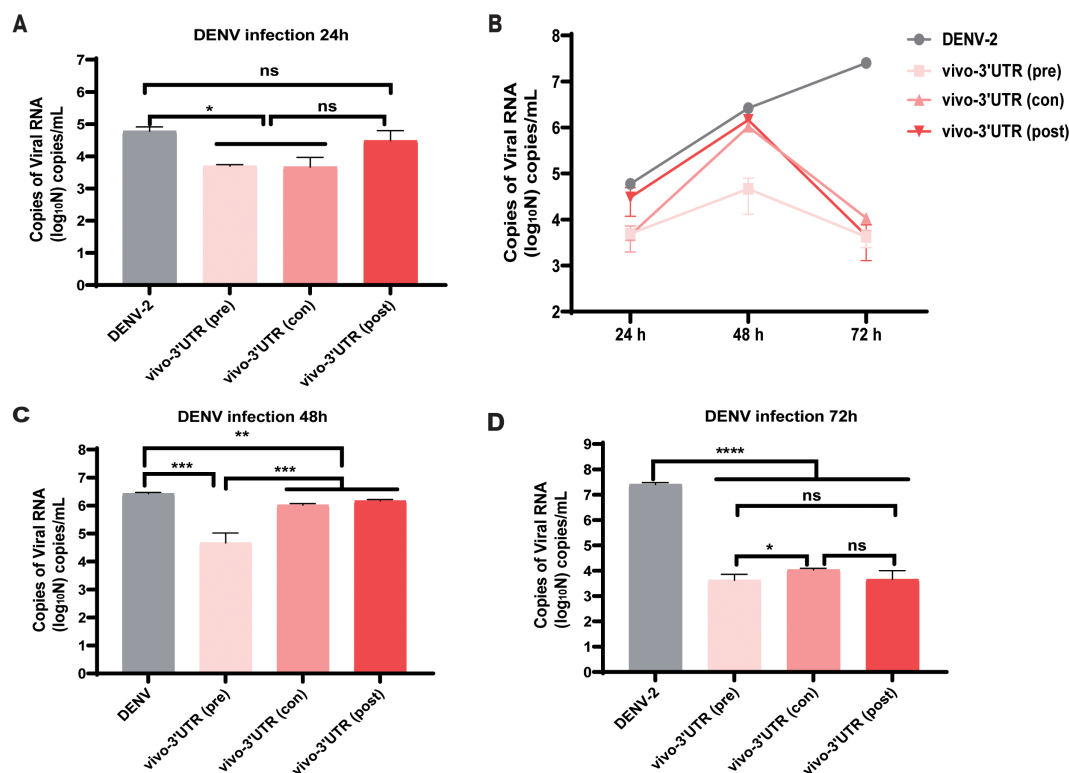 A
DENV infection 24h
Copies of Viral RNA
(log₁₀N) copies/mL
7
6
5
4
3
2
1
0
ns
*
ns
DENV-2
vivo-3'UTR (pre)
vivo-3'UTR (con)
vivo-3'UTR (post)
B
Copies of Viral RNA
(log₁₀N) copies/mL
8
7
6
5
4
3
2
24 h
48 h
72 h
DENV-2
vivo-3'UTR (pre)
vivo-3'UTR (con)
vivo-3'UTR (post)
C
DENV infection 48h
Copies of Viral RNA
(log₁₀N) copies/mL
8
7
6
5
4
3
2
1
0
**
***
***
DENV
vivo-3'UTR (pre)
vivo-3'UTR (con)
vivo-3'UTR (post)
D
DENV infection 72h
Copies of Viral RNA
(log₁₀N) copies/mL
9
8
7
6
5
4
3
2
1
0
****
ns
*
ns
DENV-2
vivo-3'UTR (pre)
vivo-3'UTR (con)
vivo-3'UTR (post)